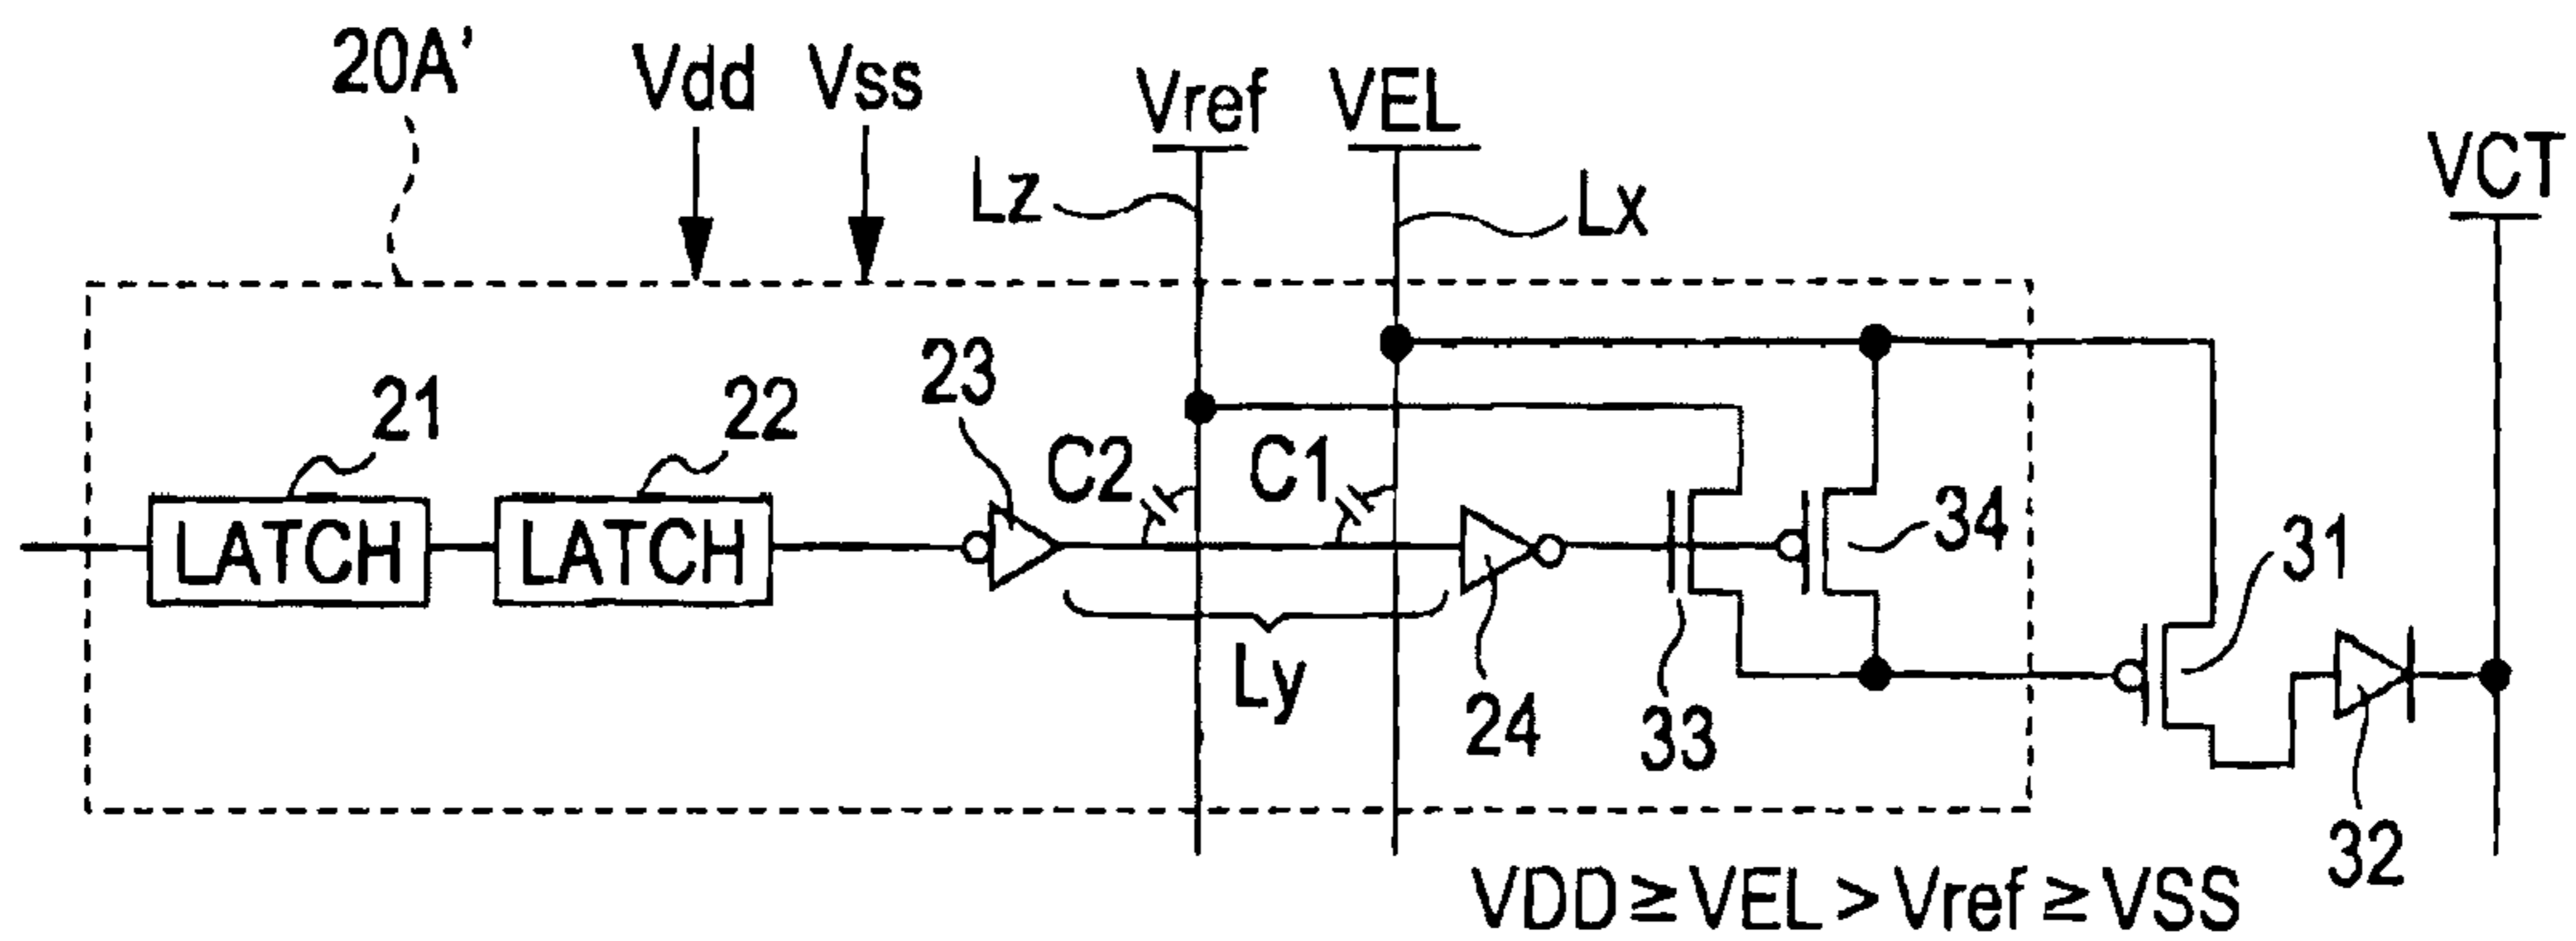 20A'
Vdd
Vss
Vref
VEL
VCT
Lz
Lx
21
22
23
C2
C1
34
31
LATCH
LATCH
Ly
24
33
32
VDD ≥ VEL > Vref ≥ VSS